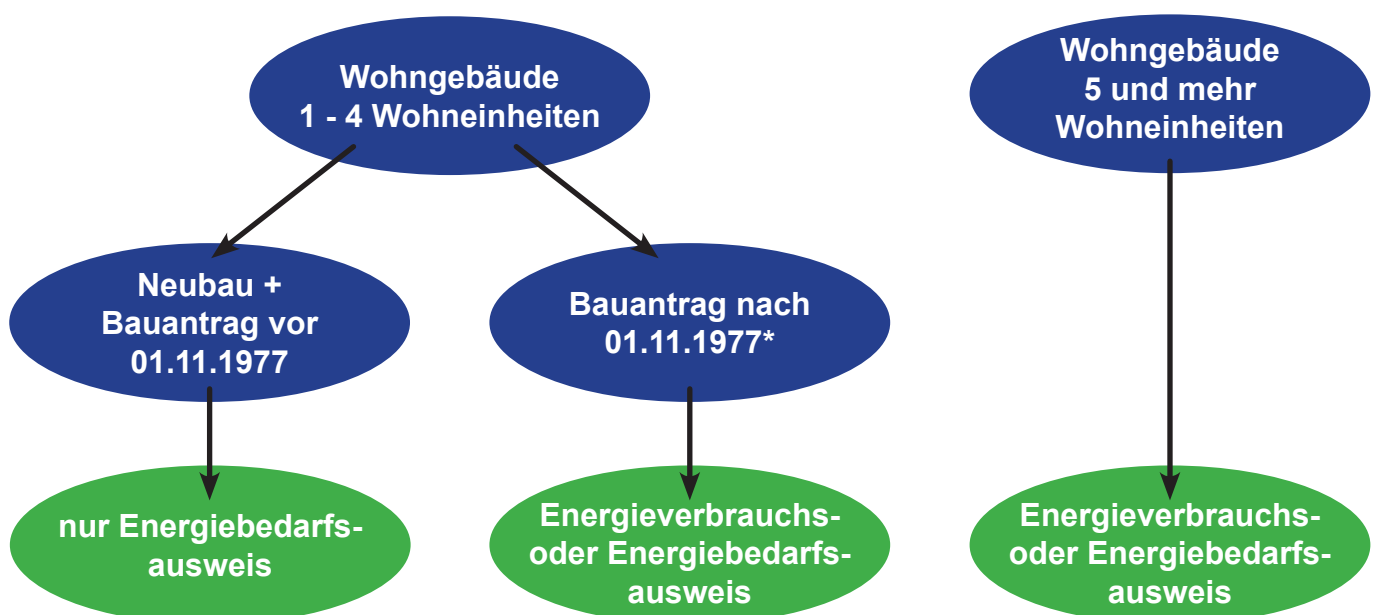 Wohngebäude
1 - 4 Wohneinheiten
Wohngebäude
5 und mehr
Wohneinheiten
Neubau +
Bauantrag vor
01.11.1977
Bauantrag nach
01.11.1977*
nur Energiebedarfs-
ausweis
Energieverbrauchs-
oder Energiebedarfs-
ausweis
Energieverbrauchs-
oder Energiebedarfs-
ausweis